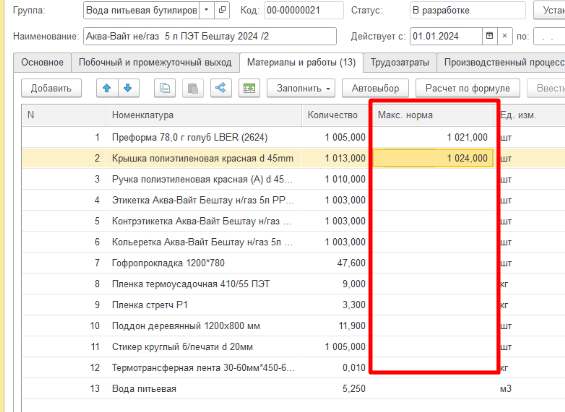 Группа: Вода питьевая бутилиров Код: 00-00000021 Статус: В разработке Устан
Наименование: Аква-Вайт не/газ 5 л ПЭТ Бештау 2024 /2 Действует с: 01.01.2024 по: . .
Основное Побочный и промежуточный выход Материалы и работы (13) Трудозатраты Производственный процесс
Добавить Заполнить Автовыбор Расчет по формуле Ввести
N Номенклатура Количество Макс. норма Ед. изм.
1 Преформа 78,0 г голуб LBER (2624) 1 005,000 1 021,000 шт
2 Крышка полиэтиленовая красная d 45mm 1 013,000 1 024,000 шт
3 Ручка полиэтиленовая красная (А) d 45... 1 010,000 шт
4 Этикетка Аква-Вайт Бештау н/газ 5л РР... 1 003,000 шт
5 Контрэтикетка Аква-Вайт Бештау н/газ ... 1 003,000 шт
6 Кольеретка Аква-Вайт Бештау н/газ 5л ... 1 003,000 шт
7 Гофропрокладка 1200*780 47,600 шт
8 Пленка термоусадочная 410/55 ПЭТ 9,000 кг
9 Пленка стретч Р1 3,300 кг
10 Поддон деревянный 1200х800 мм 11,900 шт
11 Стикер круглый б/печати d 20мм 1 005,000 шт
12 Термотрансферная лента 30-60мм*450-6... 0,010 кг
13 Вода питьевая 5,250 м3